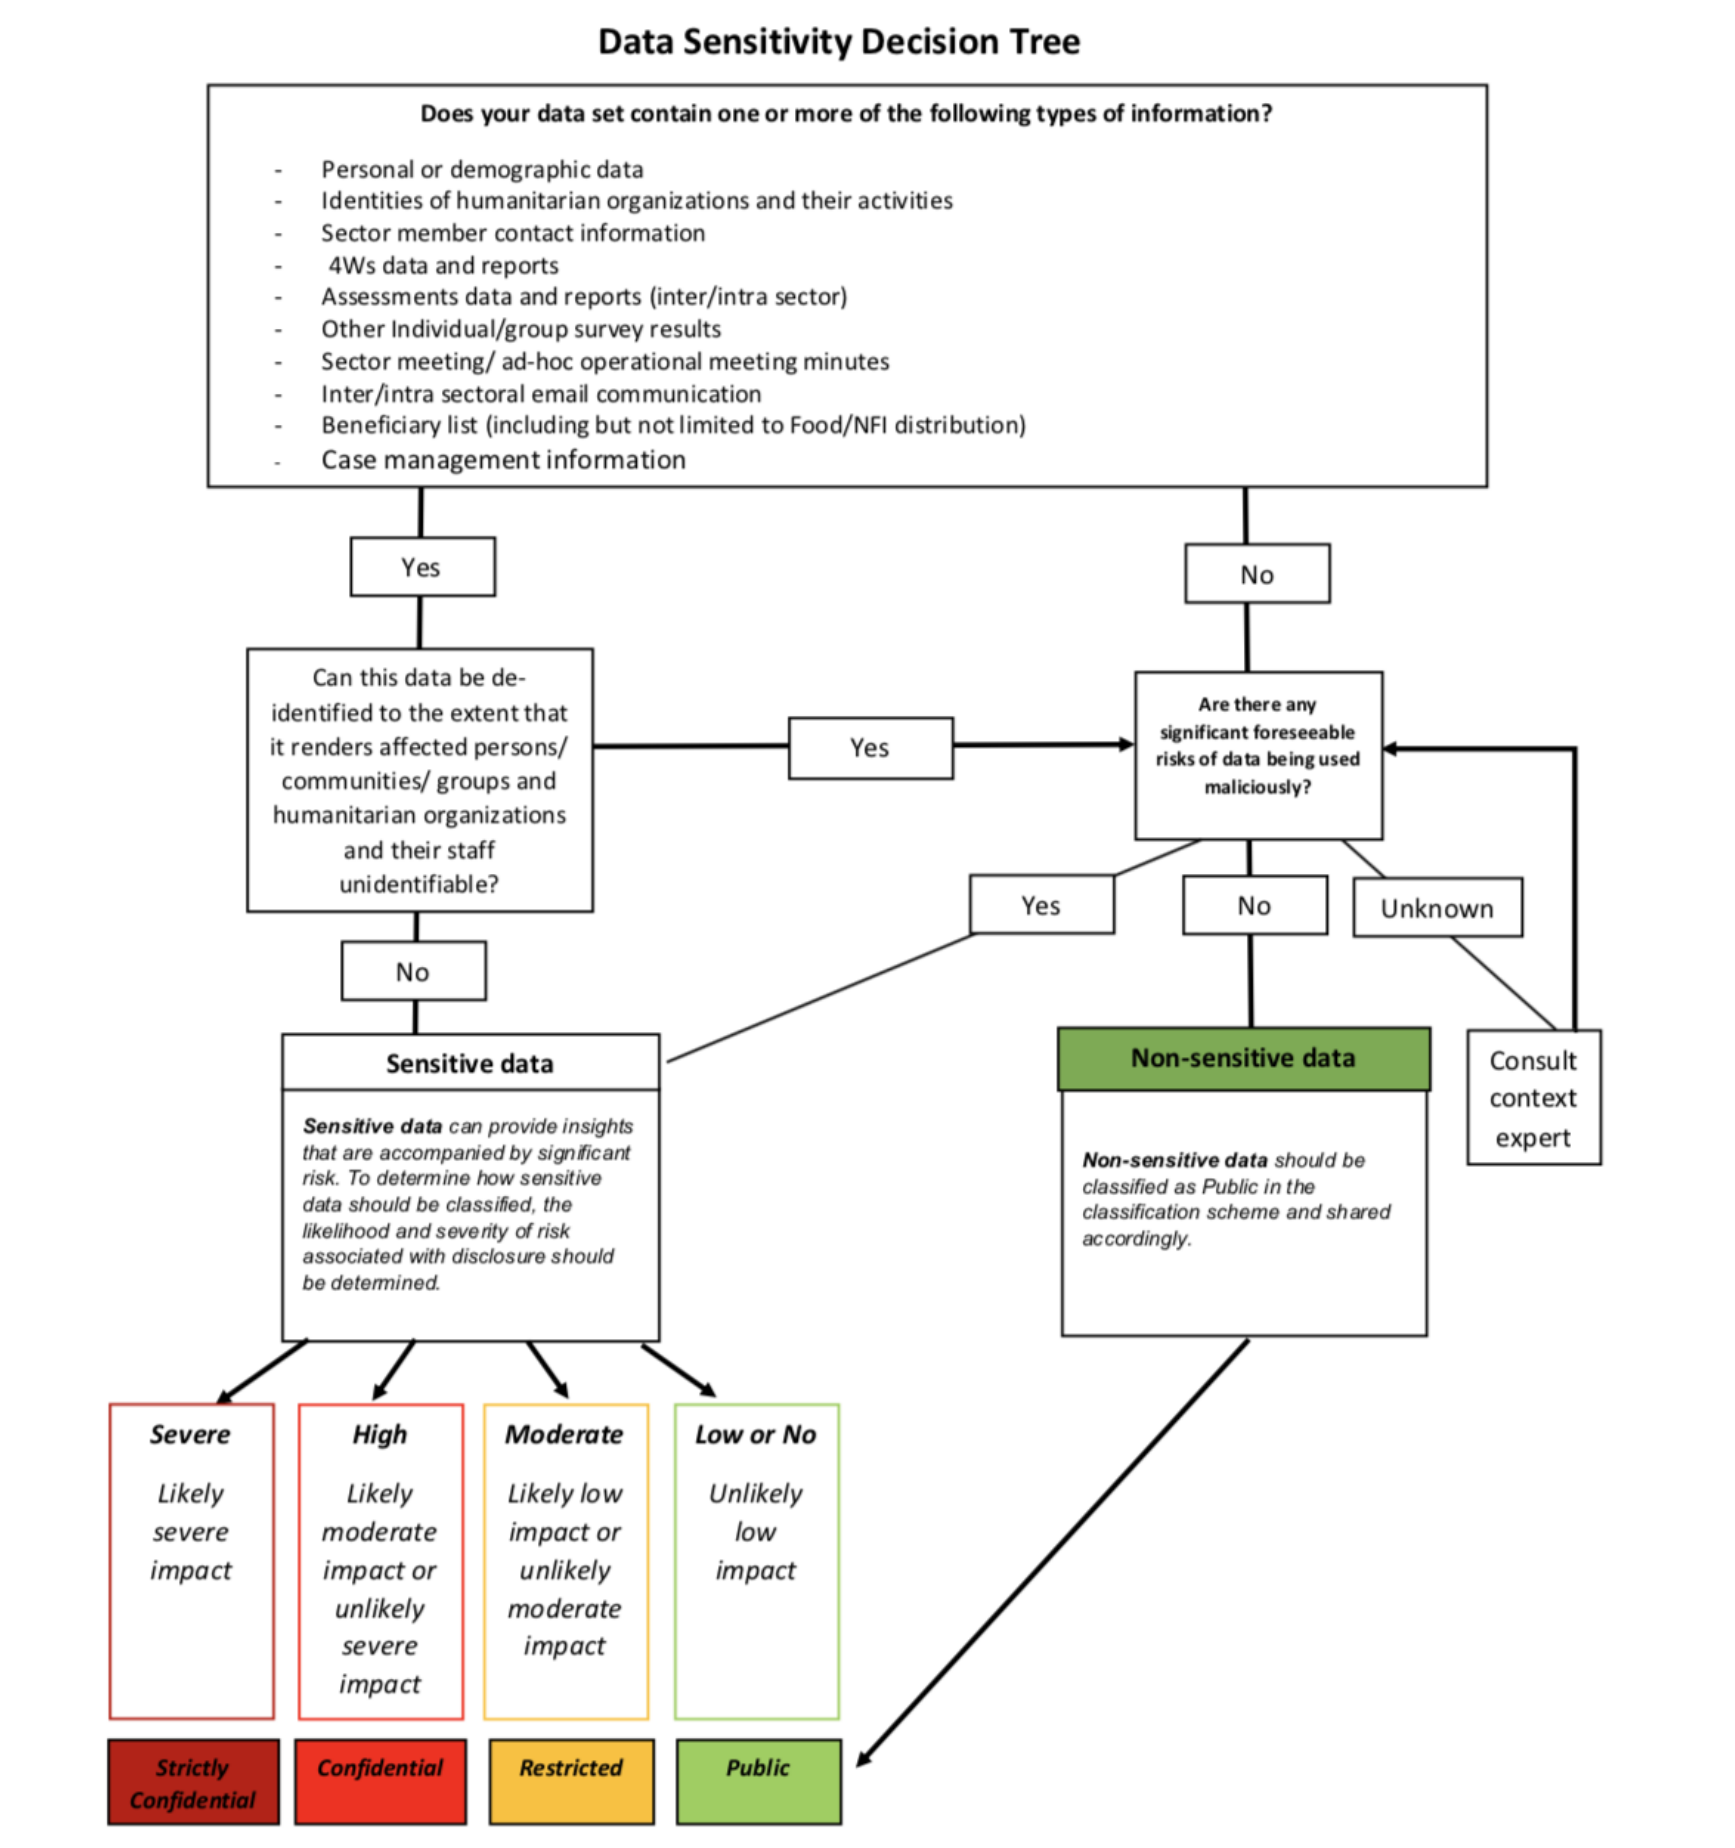 Data Sensitivity Decision Tree
Does your data set contain one or more of the following types of information?
- Personal or demographic data
- Identities of humanitarian organizations and their activities
- Sector member contact information
- 4Ws data and reports
- Assessments data and reports (inter/intra sector)
- Other Individual/group survey results
- Sector meeting/ ad-hoc operational meeting minutes
- Inter/intra sectoral email communication
- Beneficiary list (including but not limited to Food/NFI distribution)
- Case management information
Yes
No
Can this data be de-
identified to the extent that
it renders affected persons/
communities/ groups and
humanitarian organizations
and their staff
unidentifiable?
Yes
Are there any
significant foreseeable
risks of data being used
maliciously?
Yes
No
Unknown
No
Sensitive data
Sensitive data can provide insights
that are accompanied by significant
risk. To determine how sensitive
data should be classified, the
likelihood and severity of risk
associated with disclosure should
be determined.
Non-sensitive data
Non-sensitive data should be
classified as Public in the
classification scheme and shared
accordingly.
Consult
context
expert
Severe
Likely
severe
impact
High
Likely
moderate
impact or
unlikely
severe
impact
Moderate
Likely low
impact or
unlikely
moderate
impact
Low or No
Unlikely
low
impact
Strictly
Confidential
Confidential
Restricted
Public